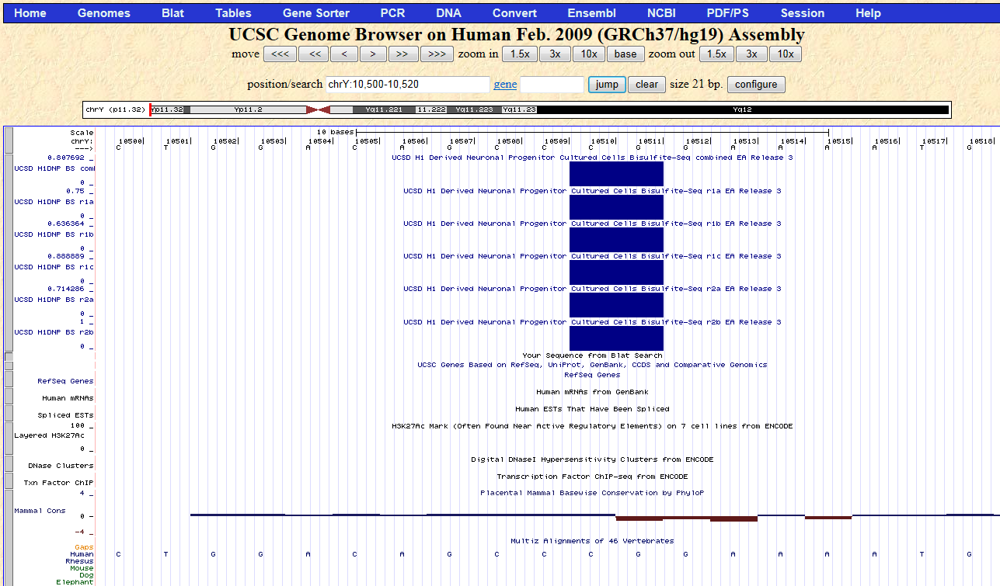 Home Genomes Blat Tables Gene Sorter PCR DNA Convert Ensembl NCBI PDF/PS Session Help
UCSC Genome Browser on Human Feb. 2009 (GRCh37/hg19) Assembly
move <<< << < > >> >>> zoom in 1.5x 3x 10x base zoom out 1.5x 3x 10x
position/search chrY:10,500-10,520 gene jump clear size 21 bp. configure
chrY (p11.32) Yp11.32 Yp11.2 Yq11.221 11.222 Yq11.223 Yq11.23 Yq12
Scale 10 bases
chrY: 10500| 10501| 10502| 10503| 10504| 10505| 10506| 10507| 10508| 10509| 10510| 10511| 10512| 10513| 10514| 10515| 10516| 10517| 10518|
---> C T G G A C A G C C C G G A A A A T G
0.807692 _ UCSD H1 Derived Neuronal Progenitor Cultured Cells Bisulfite-Seq combined EA Release 3
UCSD H1DNP BS com
0 _
0.75 _ UCSD H1 Derived Neuronal Progenitor Cultured Cells Bisulfite-Seq r1a EA Release 3
UCSD H1DNP BS r1a
0 _
0.636364 _ UCSD H1 Derived Neuronal Progenitor Cultured Cells Bisulfite-Seq r1b EA Release 3
UCSD H1DNP BS r1b
0 _
0.888889 _ UCSD H1 Derived Neuronal Progenitor Cultured Cells Bisulfite-Seq r1c EA Release 3
UCSD H1DNP BS r1c
0 _
0.714286 _ UCSD H1 Derived Neuronal Progenitor Cultured Cells Bisulfite-Seq r2a EA Release 3
UCSD H1DNP BS r2a
0 _
1 _ UCSD H1 Derived Neuronal Progenitor Cultured Cells Bisulfite-Seq r2b EA Release 3
UCSD H1DNP BS r2b
0 _
Your Sequence from Blat Search
UCSC Genes Based on RefSeq, UniProt, GenBank, CCDS and Comparative Genomics
RefSeq Genes
RefSeq Genes
Human mRNAs from GenBank
Human mRNAs
Human ESTs That Have Been Spliced
Spliced ESTs
100 _ H3K27Ac Mark (Often Found Near Active Regulatory Elements) on 7 cell lines from ENCODE
Layered H3K27Ac
0 _
Digital DNaseI Hypersensitivity Clusters from ENCODE
DNase Clusters
Transcription Factor ChIP-seq from ENCODE
Txn Factor ChIP
4 _ Placental Mammal Basewise Conservation by PhyloP
Mammal Cons
0 _
-4 _
Multiz Alignments of 46 Vertebrates
Gaps
Human C T G G A C A G C C C G G A A A A T G
Rhesus
Mouse
Dog
Elephant